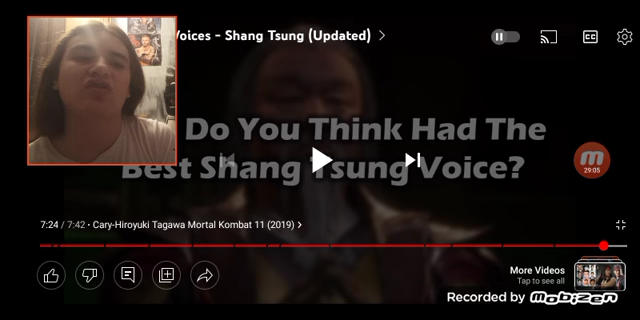 Voices - Shang Tsung (Updated)
CC
Do You Think Had The
Best Shang Tsung Voice?
29:05
7:24 / 7:42 • Cary-Hiroyuki Tagawa Mortal Kombat 11 (2019)
More Videos
Tap to see all
Recorded by Mobizen